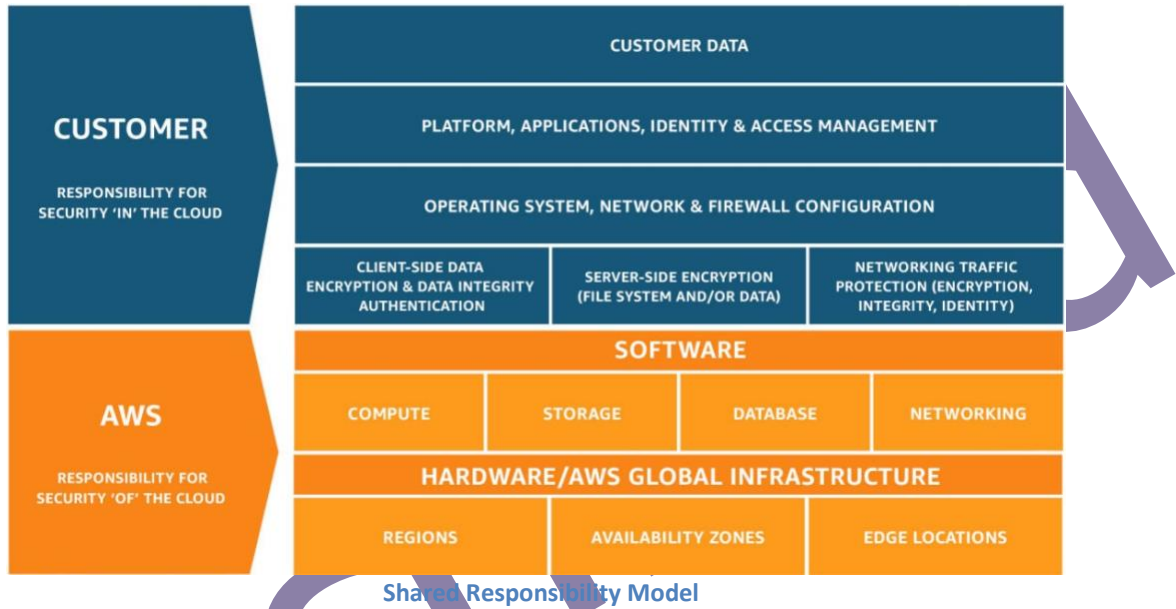 CUSTOMER
RESPONSIBILITY FOR
SECURITY ‘IN’ THE CLOUD
CUSTOMER DATA
PLATFORM, APPLICATIONS, IDENTITY & ACCESS MANAGEMENT
OPERATING SYSTEM, NETWORK & FIREWALL CONFIGURATION
CLIENT-SIDE DATA
ENCRYPTION & DATA INTEGRITY
AUTHENTICATION
SERVER-SIDE ENCRYPTION
(FILE SYSTEM AND/OR DATA)
NETWORKING TRAFFIC
PROTECTION (ENCRYPTION,
INTEGRITY, IDENTITY)
AWS
RESPONSIBILITY FOR
SECURITY ‘OF’ THE CLOUD
SOFTWARE
COMPUTE
STORAGE
DATABASE
NETWORKING
HARDWARE/AWS GLOBAL INFRASTRUCTURE
REGIONS
AVAILABILITY ZONES
EDGE LOCATIONS
Shared Responsibility Model